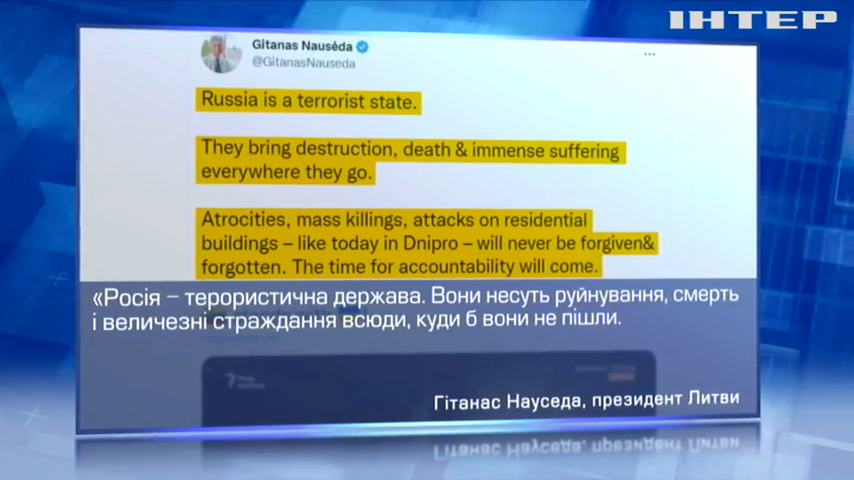 ІНТЕР
Gitanas Nausėda
@GitanasNauseda
Russia is a terrorist state.
They bring destruction, death & immense suffering
everywhere they go.
Atrocities, mass killings, attacks on residential
buildings – like today in Dnipro – will never be forgiven&
forgotten. The time for accountability will come.
«Росія – терористична держава. Вони несуть руйнування, смерть
і величезні страждання всюди, куди б вони не пішли.
Гітанас Науседа, президент Литви